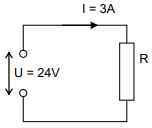 I = 3A
R
U = 24V